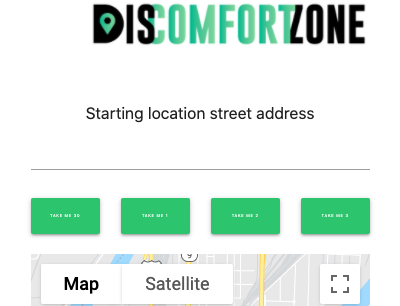 DISCOMFORTZONE
Starting location street address
TAKE ME 30
TAKE ME 1
TAKE ME 2
TAKE ME 3
9
Map
Satellite